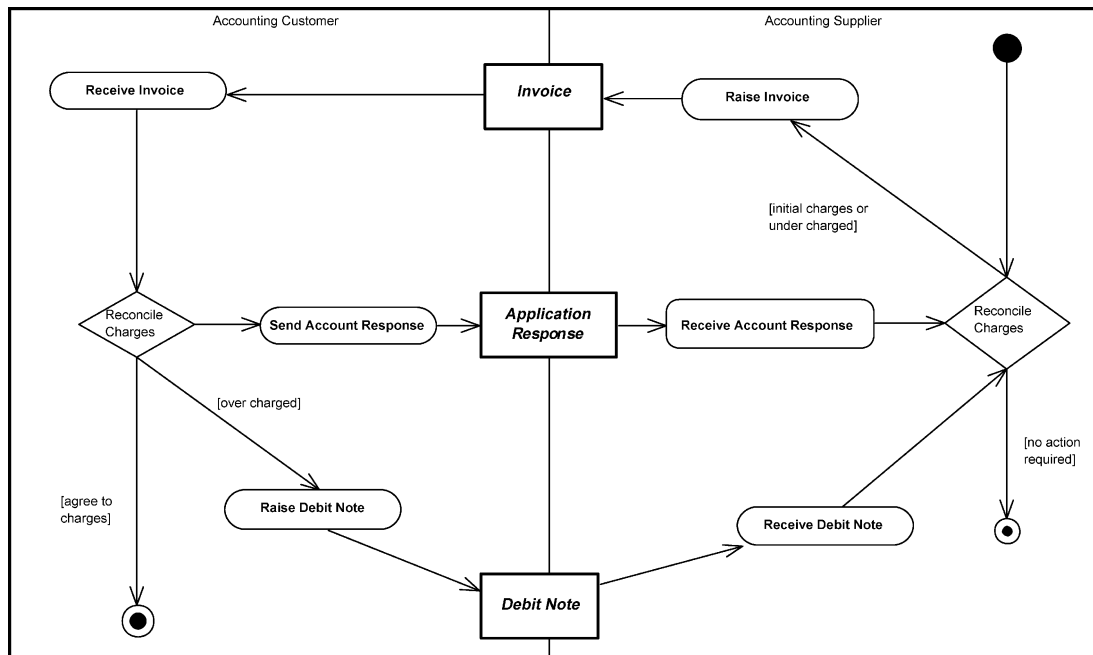 Accounting Customer
Accounting Supplier
Receive Invoice
Invoice
Raise Invoice
[initial charges or
under charged]
Reconcile
Charges
Send Account Response
Application
Response
Receive Account Response
Reconcile
Charges
[over charged]
[no action
required]
[agree to
charges]
Raise Debit Note
Receive Debit Note
Debit Note